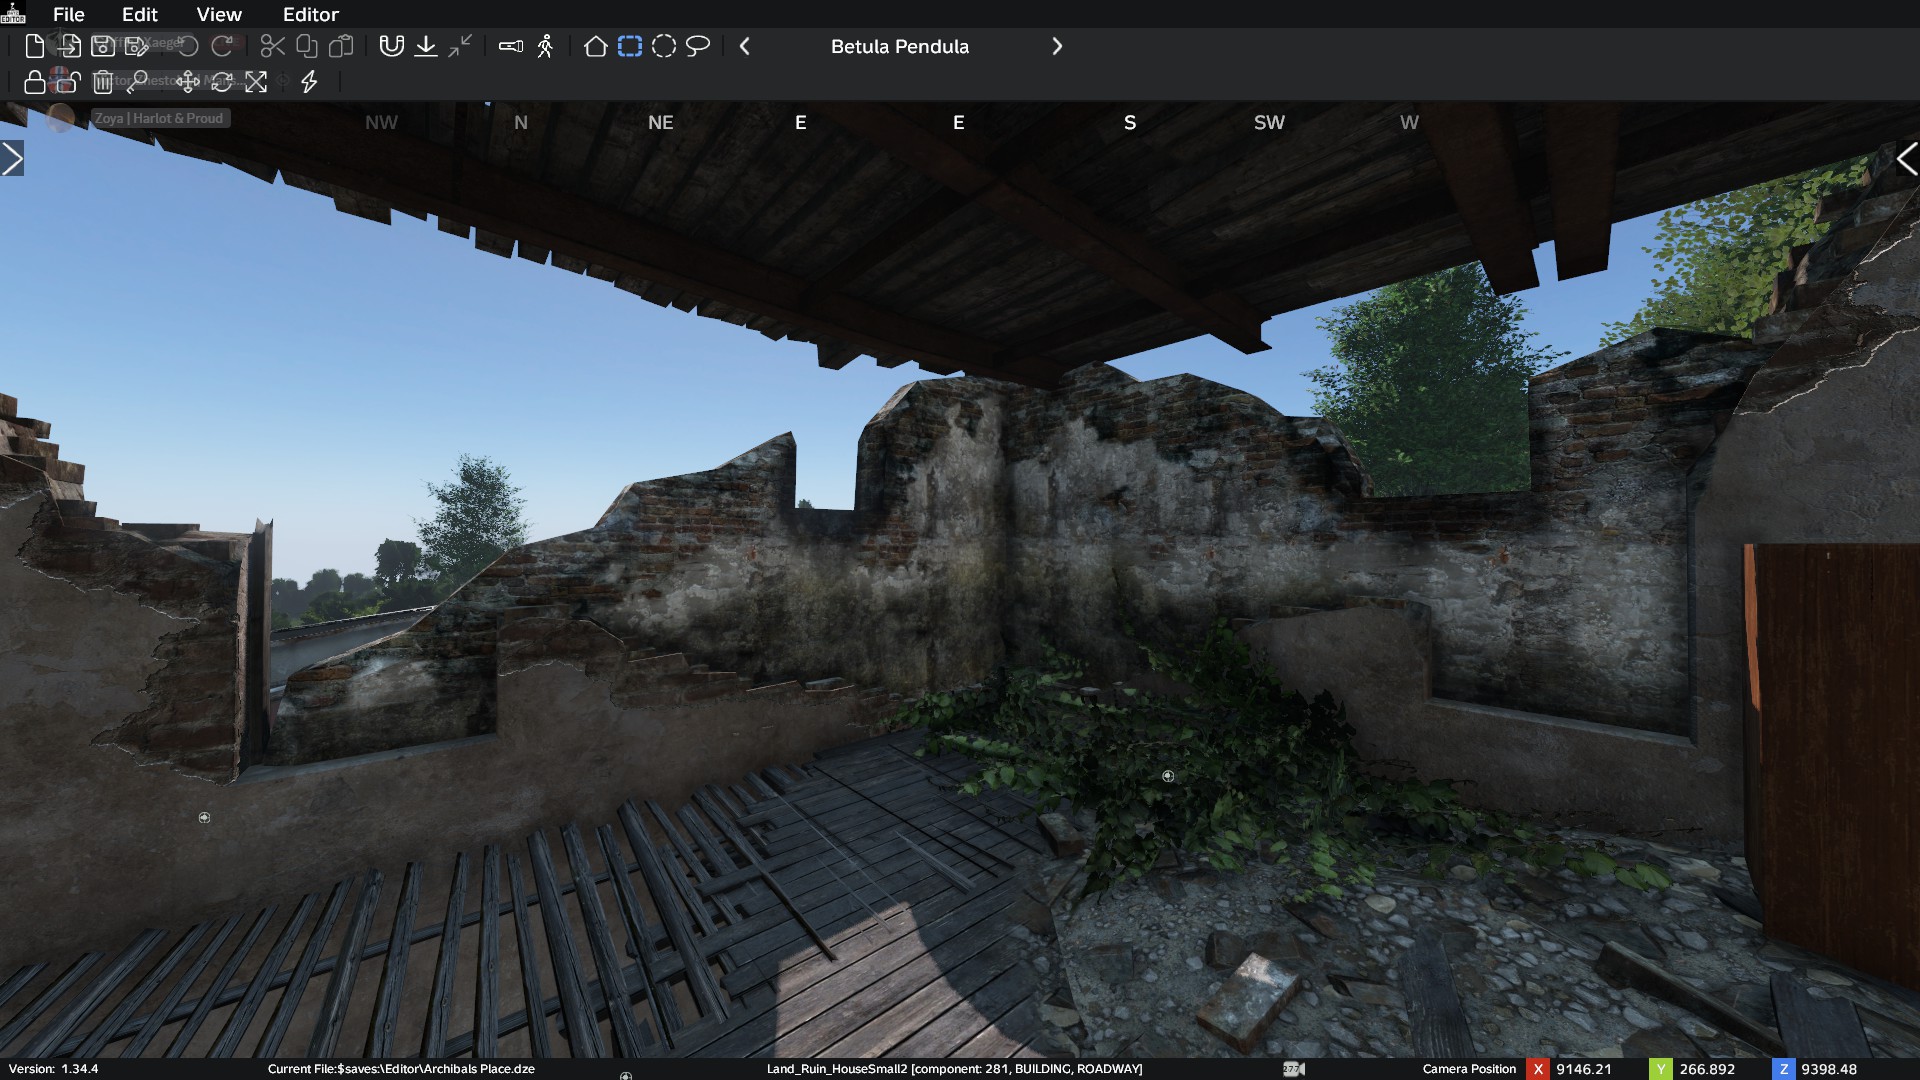 File Edit View Editor
Betula Pendula
Zoya | Harlot & Proud
NW N NE E E S SW W
Version: 1.34.4
Current File:$saves:\Editor\Archibals Place.dze
Land_Ruin_HouseSmall2 [component: 281, BUILDING, ROADWAY]
277
Camera Position X 9146.21 Y 266.892 Z 9398.48